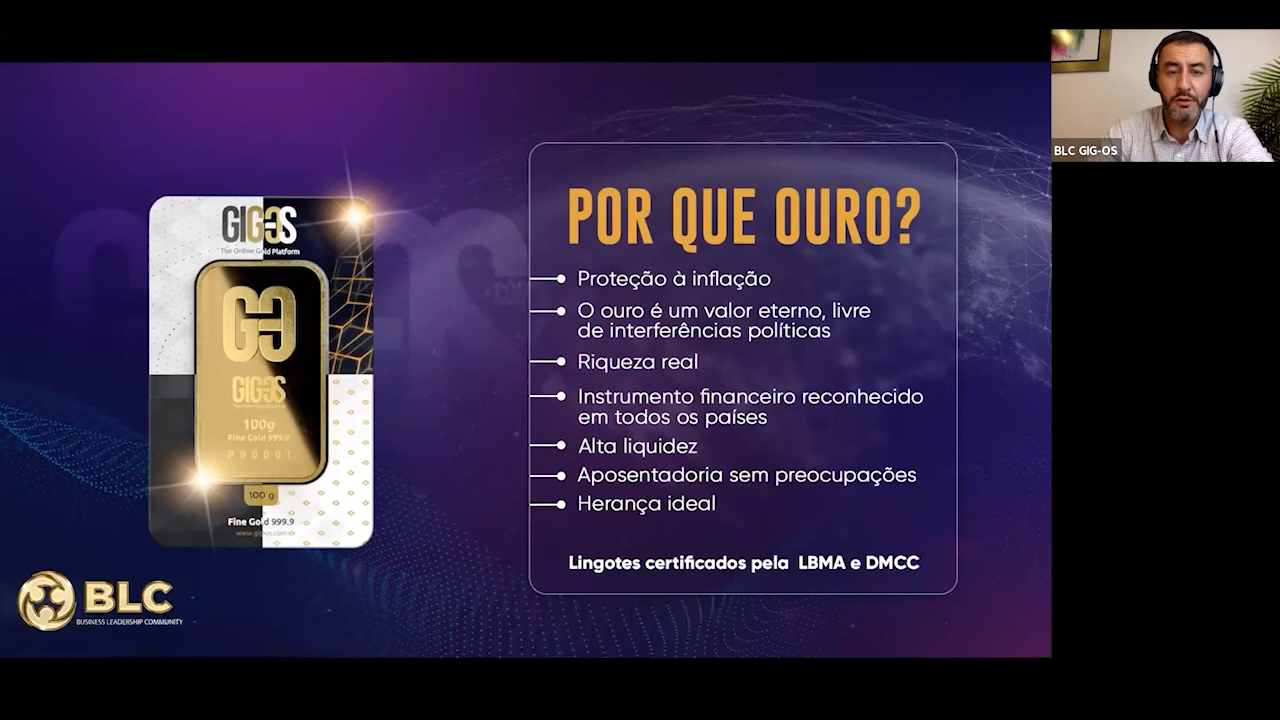 GIGOS
The Online Gold Platform
GIGOS
100g
Fine Gold 999.9
P00001
100 g
Fine Gold 999.9
BLC
BUSINESS LEADERSHIP COMMUNITY
POR QUE OURO?
Proteção à inflação
O ouro é um valor eterno, livre
de interferências políticas
Riqueza real
Instrumento financeiro reconhecido
em todos os países
Alta liquidez
Aposentadoria sem preocupações
Herança ideal
Lingotes certificados pela LBMA e DMCC
BLC GIG-OS